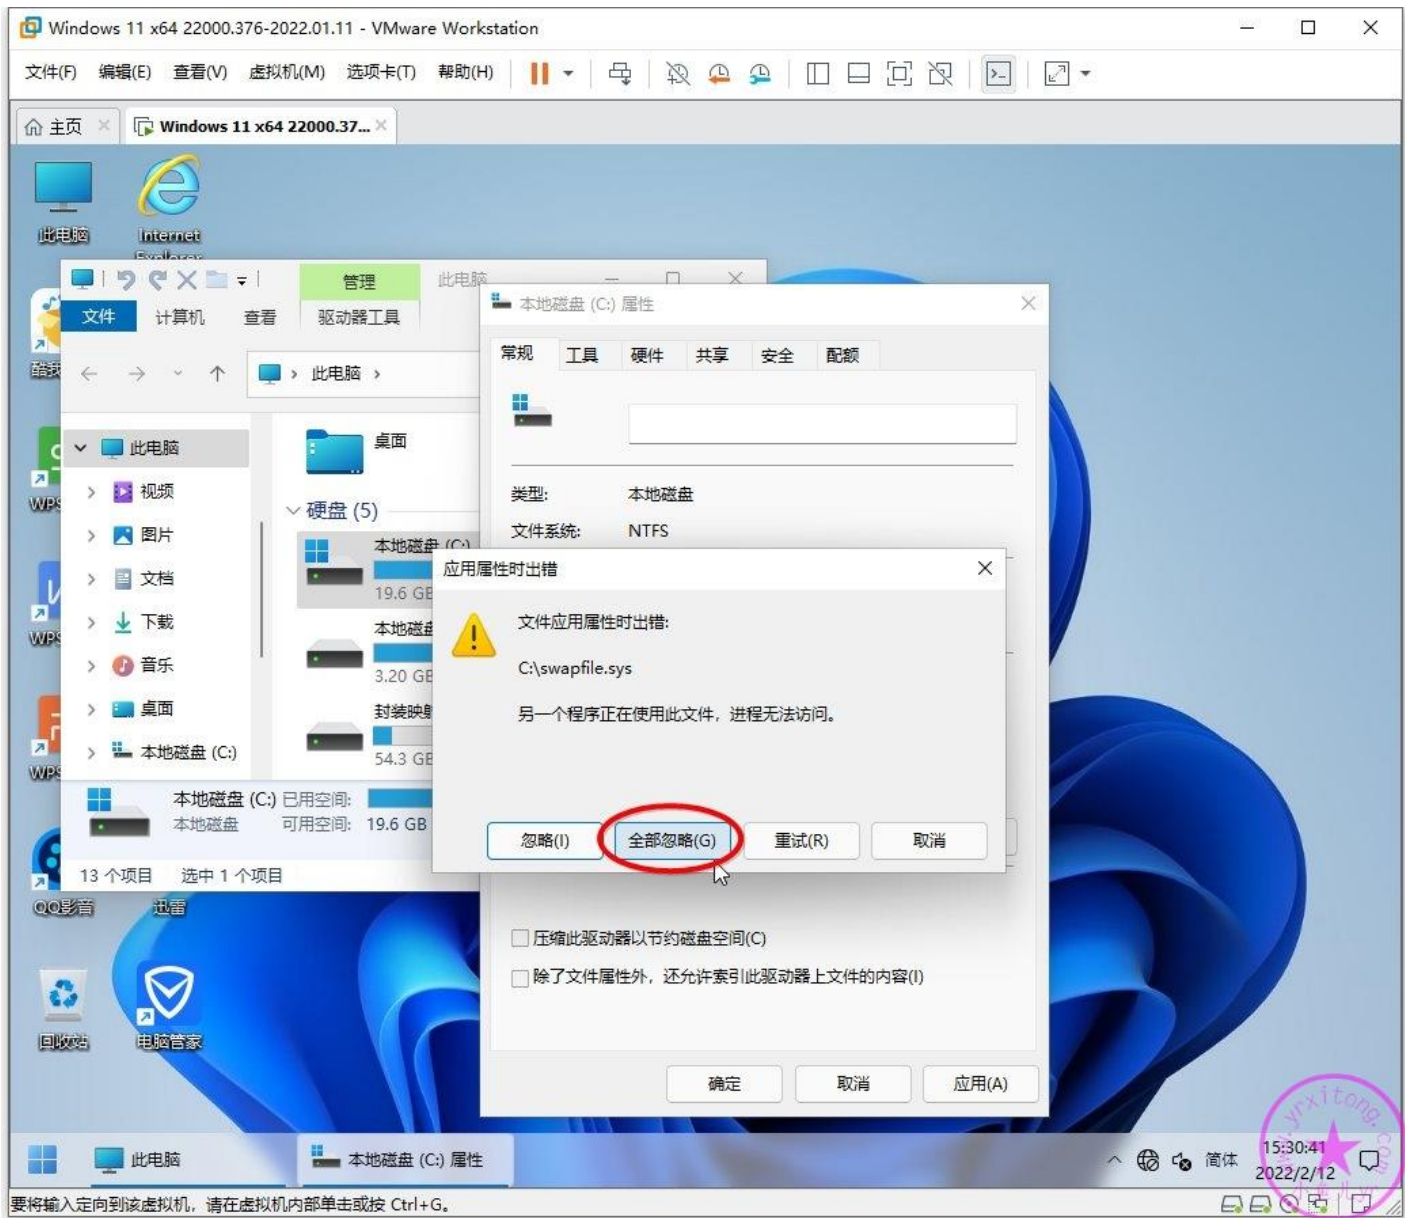 Windows 11 x64 22000.376-2022.01.11 - VMware Workstation
文件(F) 编辑(E) 查看(V) 虚拟机(M) 选项卡(T) 帮助(H)
主页
Windows 11 x64 22000.37...
此电脑
Internet
管理
此电脑
文件
计算机
查看
驱动器工具
此电脑
此电脑
视频
图片
文档
下载
音乐
桌面
本地磁盘 (C:)
桌面
硬盘 (5)
本地磁盘 (C:)
19.6 GB
本地磁盘
3.20 GB
封装映射
54.3 GB
本地磁盘 (C:) 已用空间:
本地磁盘 可用空间: 19.6 GB
13 个项目 选中 1 个项目
WPS
WPS
WPS
QQ影音
迅雷
回收站
电脑管家
本地磁盘 (C:) 属性
常规 工具 硬件 共享 安全 配额
类型: 本地磁盘
文件系统: NTFS
应用属性时出错
文件应用属性时出错:
C:\swapfile.sys
另一个程序正在使用此文件，进程无法访问。
忽略(I) 全部忽略(G) 重试(R) 取消
压缩此驱动器以节约磁盘空间(C)
除了文件属性外，还允许索引此驱动器上文件的内容(I)
确定 取消 应用(A)
此电脑
本地磁盘 (C:) 属性
简体
15:30:41
2022/2/12
www.yrxitong.com
要将输入定向到该虚拟机，请在虚拟机内部单击或按 Ctrl+G。